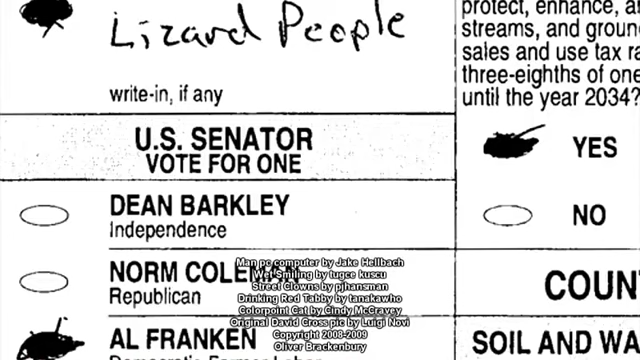 protect, enhance, a
Lizard People
streams, and groun
sales and use tax ra
three-eighths of one
write-in, if any
until the year 2034?
U.S. SENATOR
VOTE FOR ONE
YES
DEAN BARKLEY
Independence
NO
NORM COLEMAN
Republican
COUN
AL FRANKEN
SOIL AND WA
Democratic-Farmer-Labor
Man pc computer by Jake Hellbach
Wet Smiling by tugce kuscu
Street Clowns by pjhansman
Drinking Red Tabby by tanakawho
Colorpoint Cat by Cindy McCravey
Original David Cross pic by Luigi Novi
Copyright 2008-2009
Oliver Brackenbury